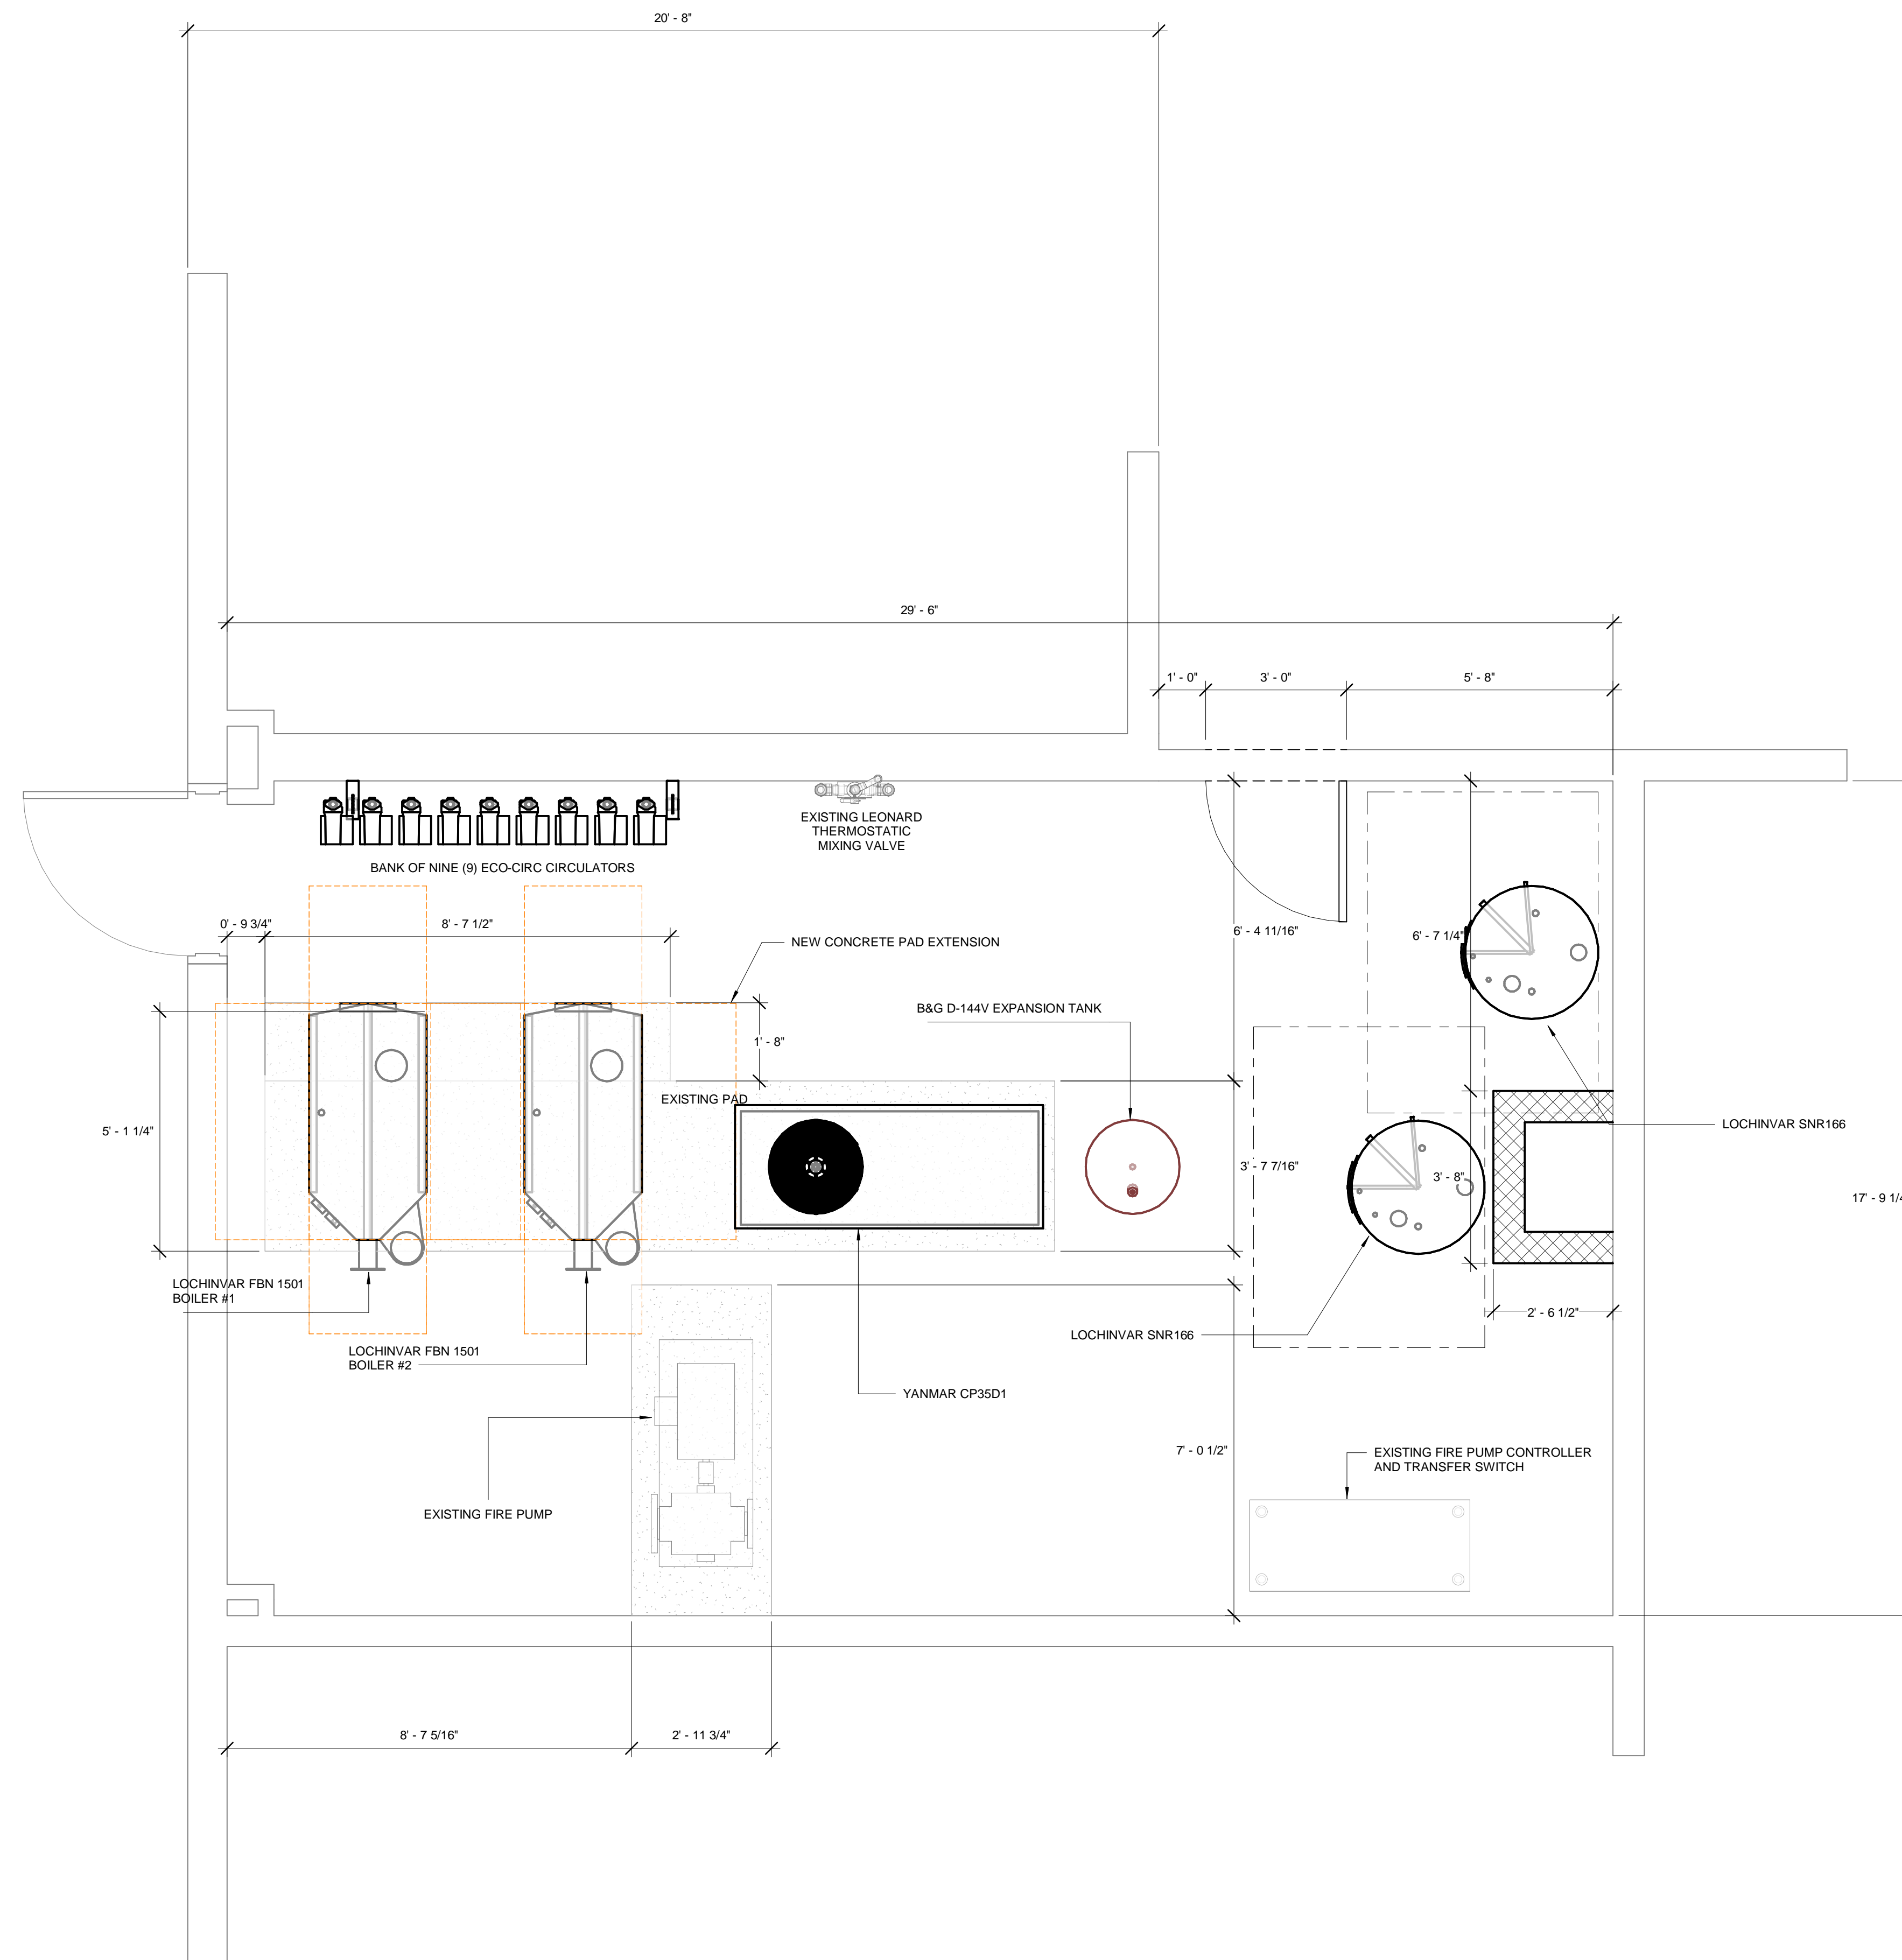 20' - 8"
29' - 6"
1' - 0"
3' - 0"
5' - 8"
EXISTING LEONARD
THERMOSTATIC
MIXING VALVE
BANK OF NINE (9) ECO-CIRC CIRCULATORS
0' - 9 3/4"
8' - 7 1/2"
6' - 4 11/16"
6' - 7 1/4"
NEW CONCRETE PAD EXTENSION
B&G D-144V EXPANSION TANK
1' - 8"
EXISTING PAD
5' - 1 1/4"
LOCHINVAR SNR166
3' - 7 7/16"
3' - 8"
17' - 9 1/4
LOCHINVAR FBN 1501
BOILER #1
2' - 6 1/2"
LOCHINVAR SNR166
LOCHINVAR FBN 1501
BOILER #2
YANMAR CP35D1
7' - 0 1/2"
EXISTING FIRE PUMP CONTROLLER
AND TRANSFER SWITCH
EXISTING FIRE PUMP
8' - 7 5/16"
2' - 11 3/4"